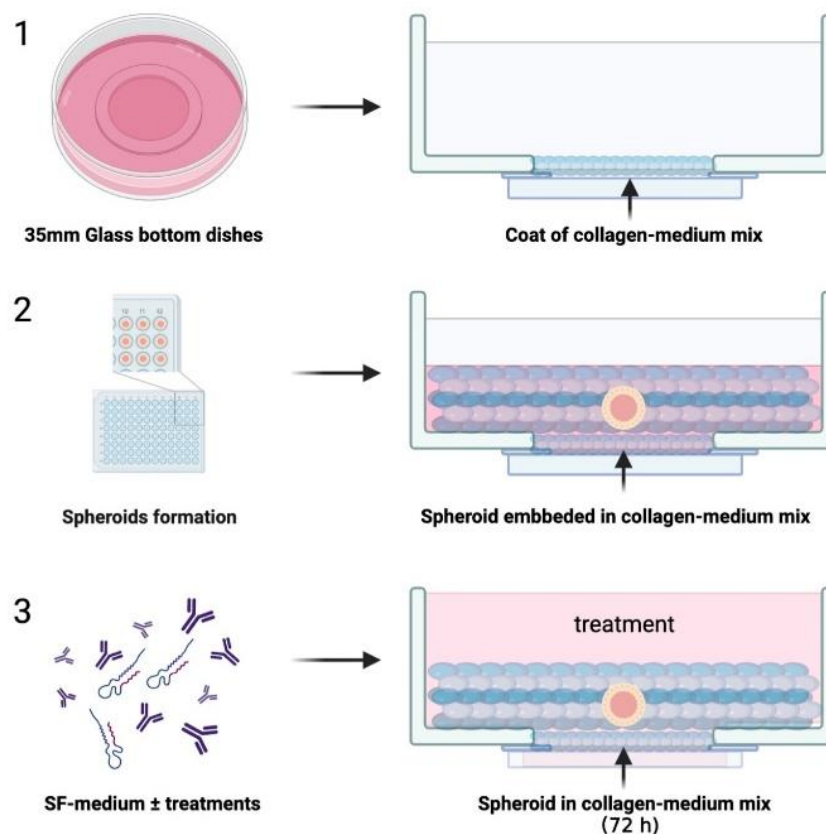 1
35mm Glass bottom dishes
Coat of collagen-medium mix
2
10 11 12
Spheroids formation
Spheroid embbeded in collagen-medium mix
3
treatment
SF-medium ± treatments
Spheroid in collagen-medium mix
(72 h)